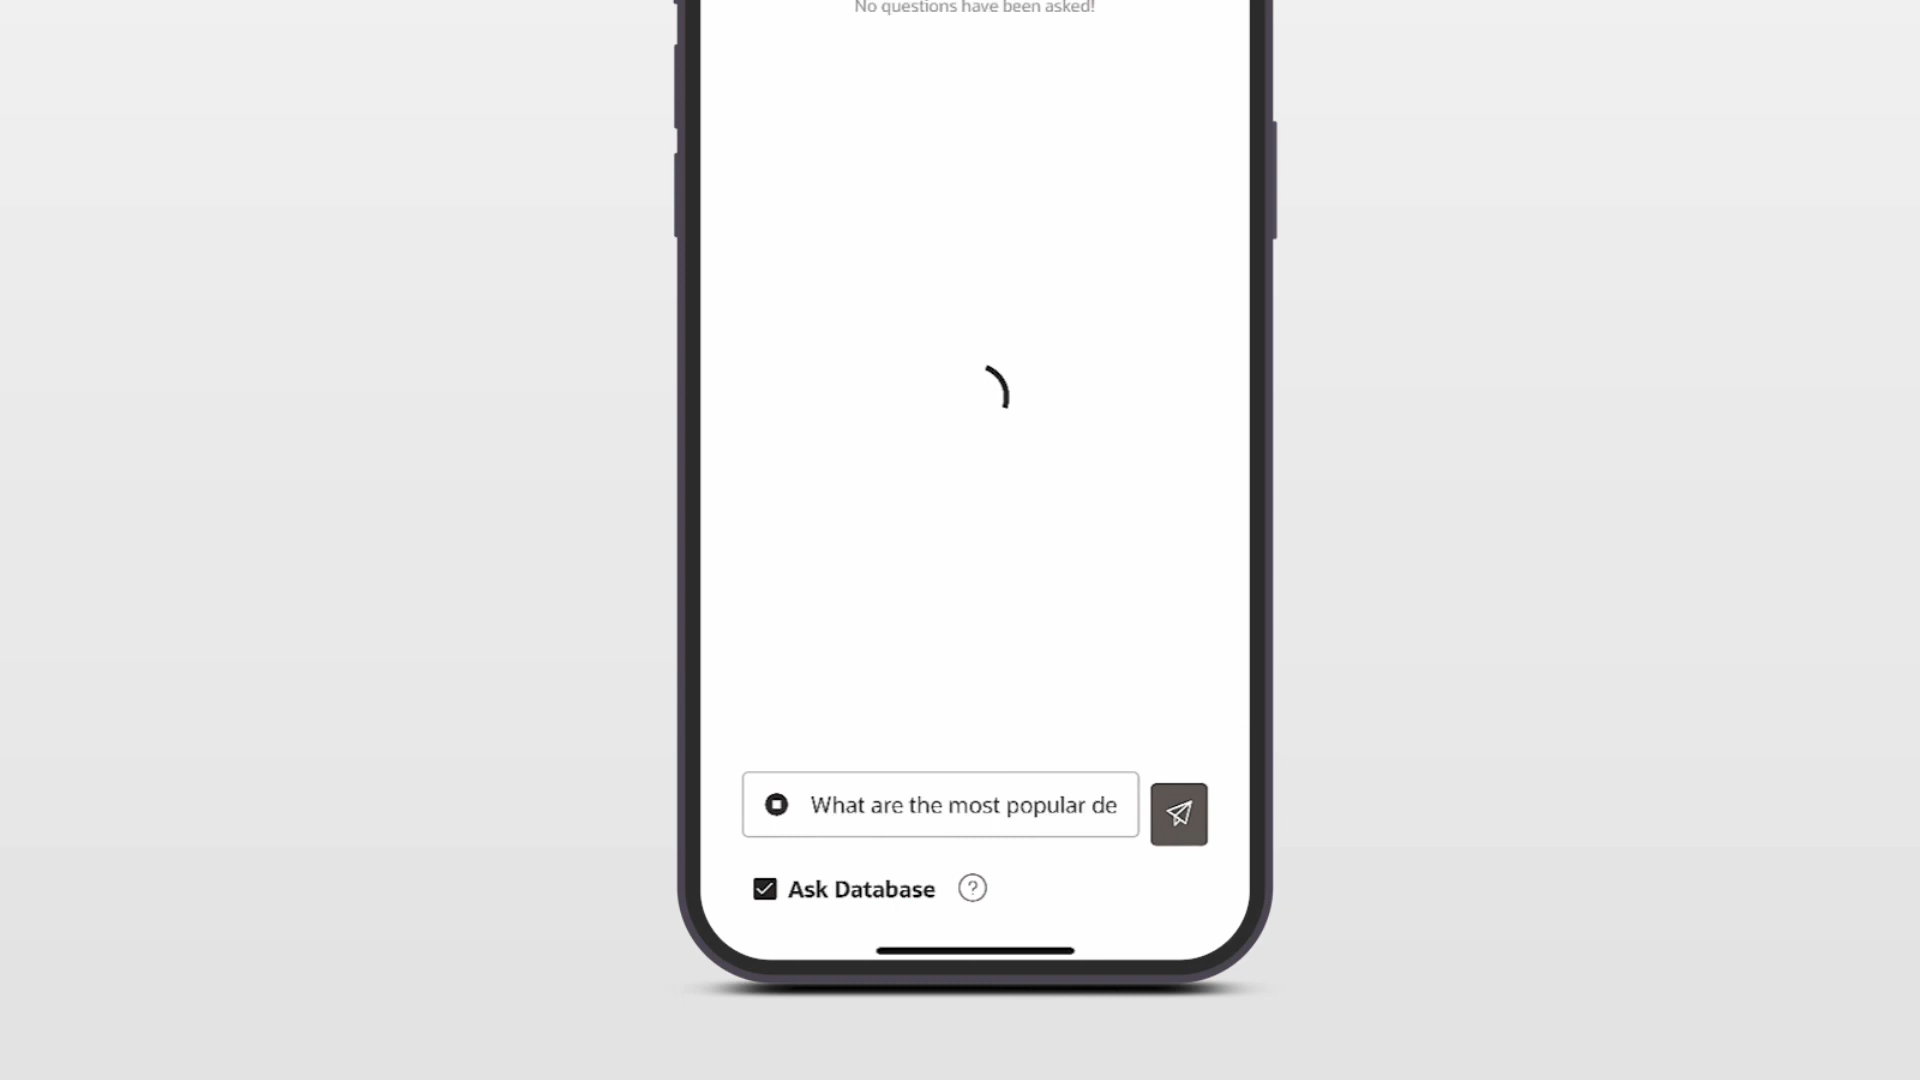 No questions have been asked!
What are the most popular de
Ask Database
?